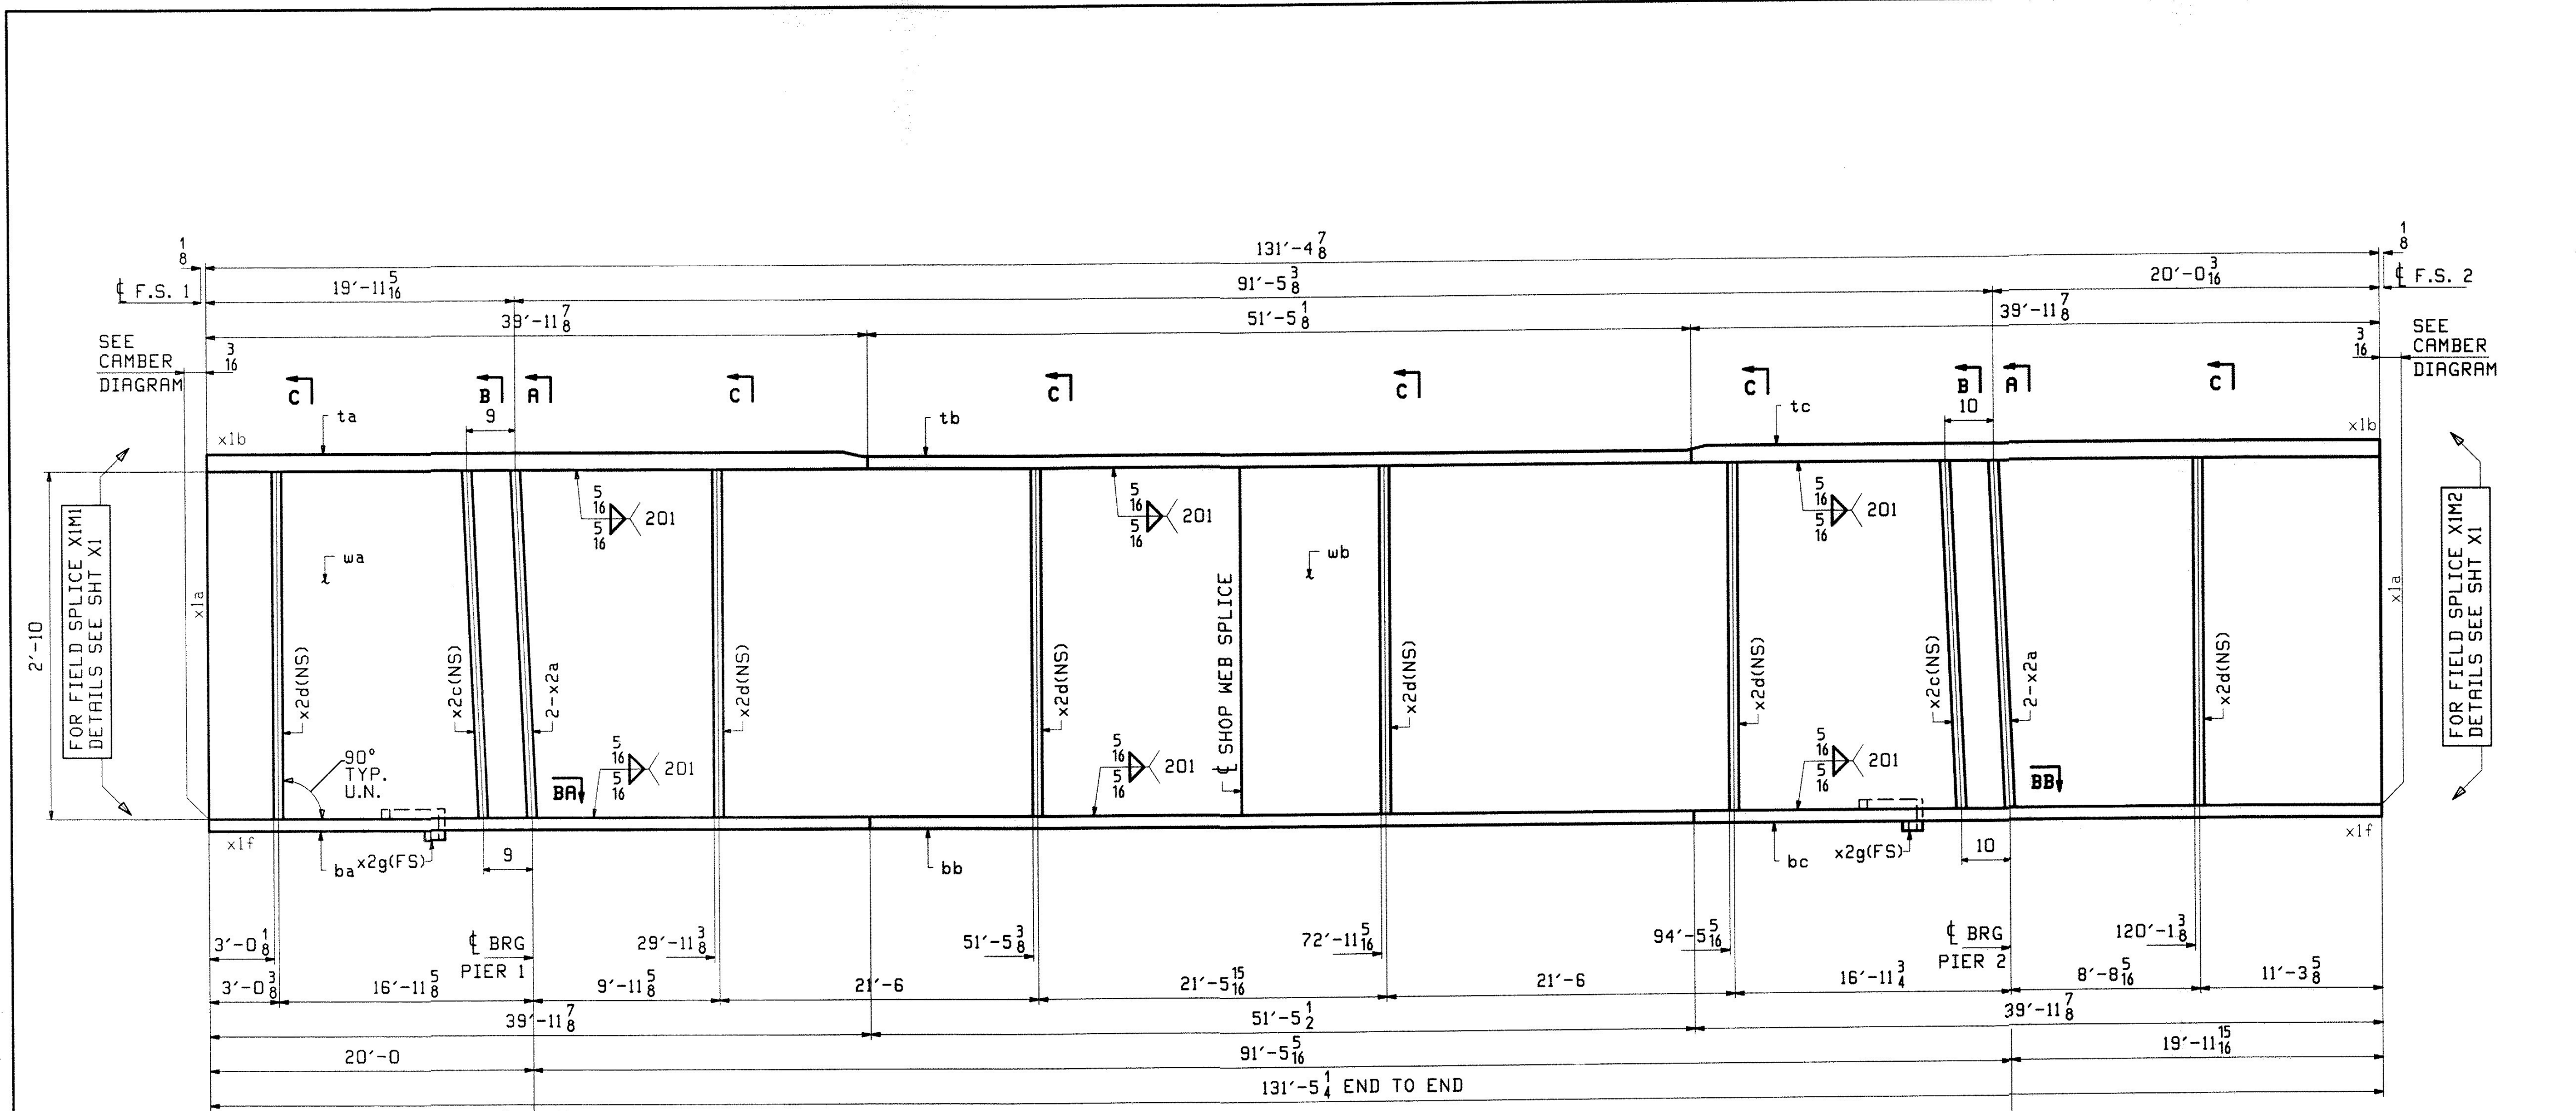 131'-4 7/8
1/8
1/8
℄ F.S. 1
19'-11 5/16
91'-5 3/8
20'-0 3/16
℄ F.S. 2
39'-11 7/8
51'-5 1/8
39'-11 7/8
SEE
CAMBER
DIAGRAM
3/16
3/16
SEE
CAMBER
DIAGRAM
C
B
A
C
C
C
C
B
A
C
9
10
ta
tb
tc
x1b
x1b
5/16
5/16
201
5/16
5/16
201
5/16
5/16
201
wa
wb
2'-10
FOR FIELD SPLICE X1M1
DETAILS SEE SHT X1
x1a
x2d(NS)
x2c(NS)
2-x2a
x2d(NS)
x2d(NS)
℄ SHOP WEB SPLICE
x2d(NS)
x2d(NS)
x2c(NS)
2-x2a
x2d(NS)
x1a
FOR FIELD SPLICE X1M2
DETAILS SEE SHT X1
90°
TYP.
U.N.
BA
5/16
5/16
201
5/16
5/16
201
5/16
5/16
201
BB
x1f
ba
x2g(FS)
9
bb
bc
x2g(FS)
10
x1f
3'-0 1/8
℄ BRG
PIER 1
29'-11 3/8
51'-5 3/8
72'-11 5/16
94'-5 5/16
℄ BRG
PIER 2
120'-1 3/8
3'-0 3/8
16'-11 5/8
9'-11 5/8
21'-6
21'-5 15/16
21'-6
16'-11 3/4
8'-8 5/16
11'-3 5/8
39'-11 7/8
51'-5 1/2
39'-11 7/8
20'-0
91'-5 5/16
19'-11 15/16
131'-5 1/4 END TO END